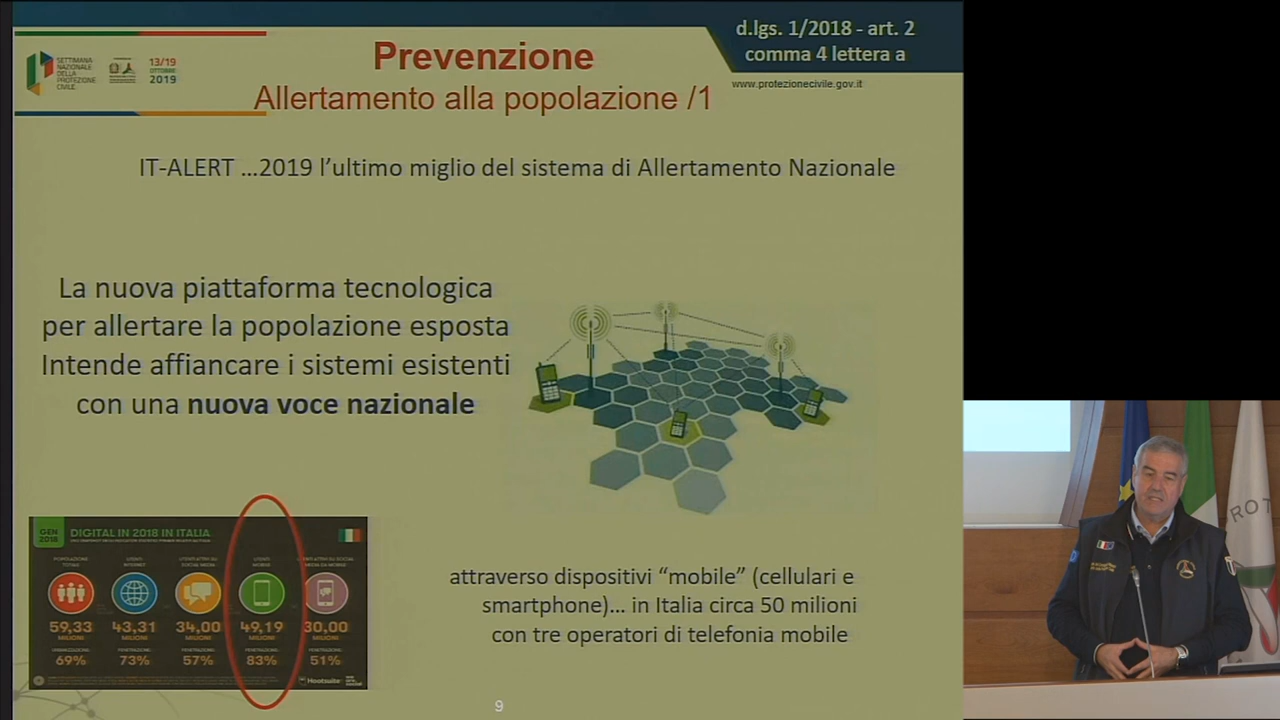 d.lgs. 1/2018 - art. 2
comma 4 lettera a
SETTIMANA
NAZIONALE
DELLA
PROTEZIONE
CIVILE
13/19
OTTOBRE
2019
Prevenzione
www.protezionecivile.gov.it
Allertamento alla popolazione /1
IT-ALERT ...2019 l'ultimo miglio del sistema di Allertamento Nazionale
La nuova piattaforma tecnologica
per allertare la popolazione esposta
Intende affiancare i sistemi esistenti
con una nuova voce nazionale
GEN
2018
DIGITAL IN 2018 IN ITALIA
POPOLAZIONE
TOTALE
UTENTI
INTERNET
UTENTI ATTIVI SU
SOCIAL MEDIA
UTENTI
MOBILE
UTENTI ATTIVI SU SOCIAL
MEDIA DA MOBILE
59,33 43,31 34,00 49,19 30,00
MILIONI MILIONI MILIONI MILIONI MILIONI
URBANIZZAZIONE PENETRAZIONE PENETRAZIONE PENETRAZIONE PENETRAZIONE
69% 73% 57% 83% 51%
Hootsuite
attraverso dispositivi “mobile” (cellulari e
smartphone)... in Italia circa 50 milioni
con tre operatori di telefonia mobile
9
PROT